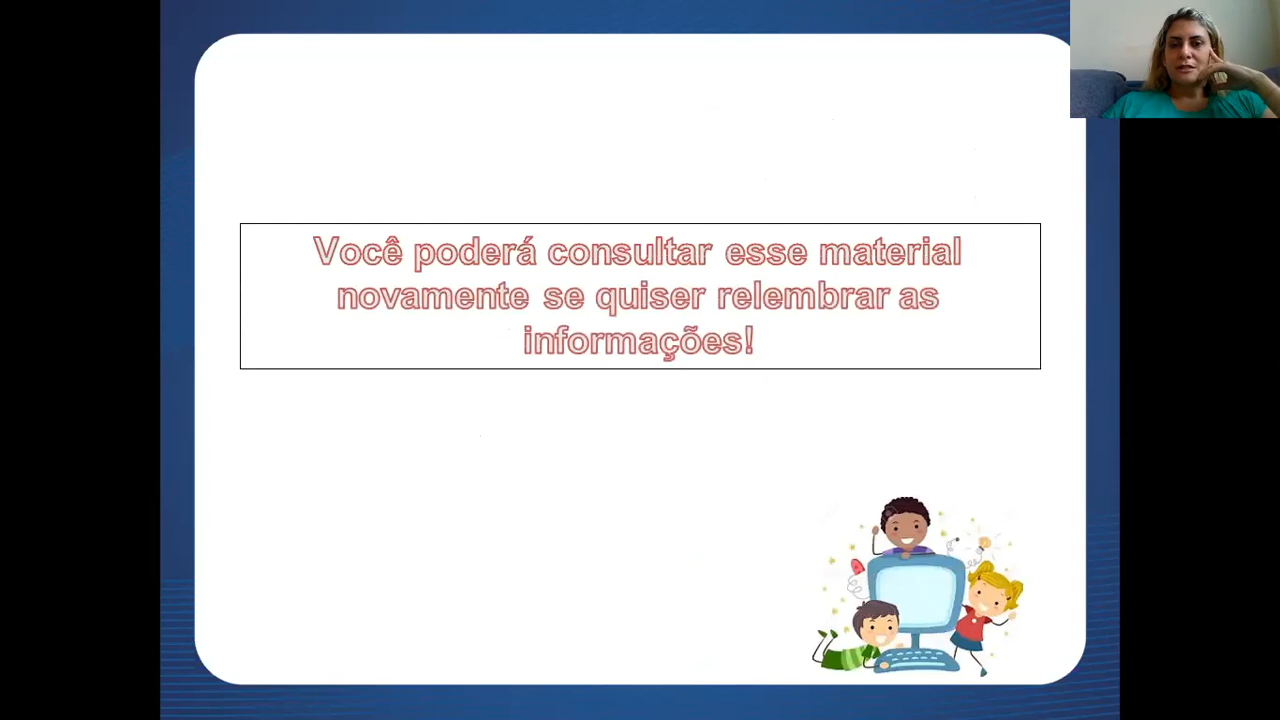 Você poderá consultar esse material
novamente se quiser relembrar as
informações!